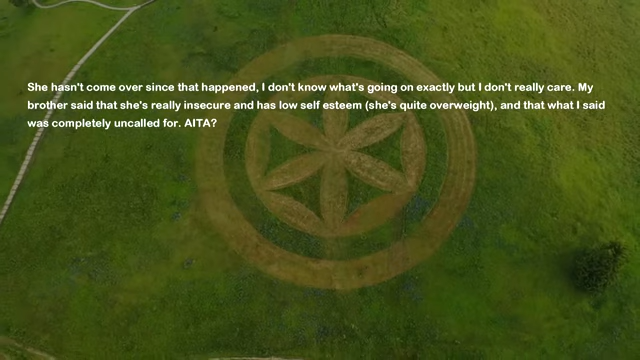 She hasn't come over since that happened, I don't know what's going on exactly but I don't really care. My
brother said that she's really insecure and has low self esteem (she's quite overweight), and that what I said
was completely uncalled for. AITA?